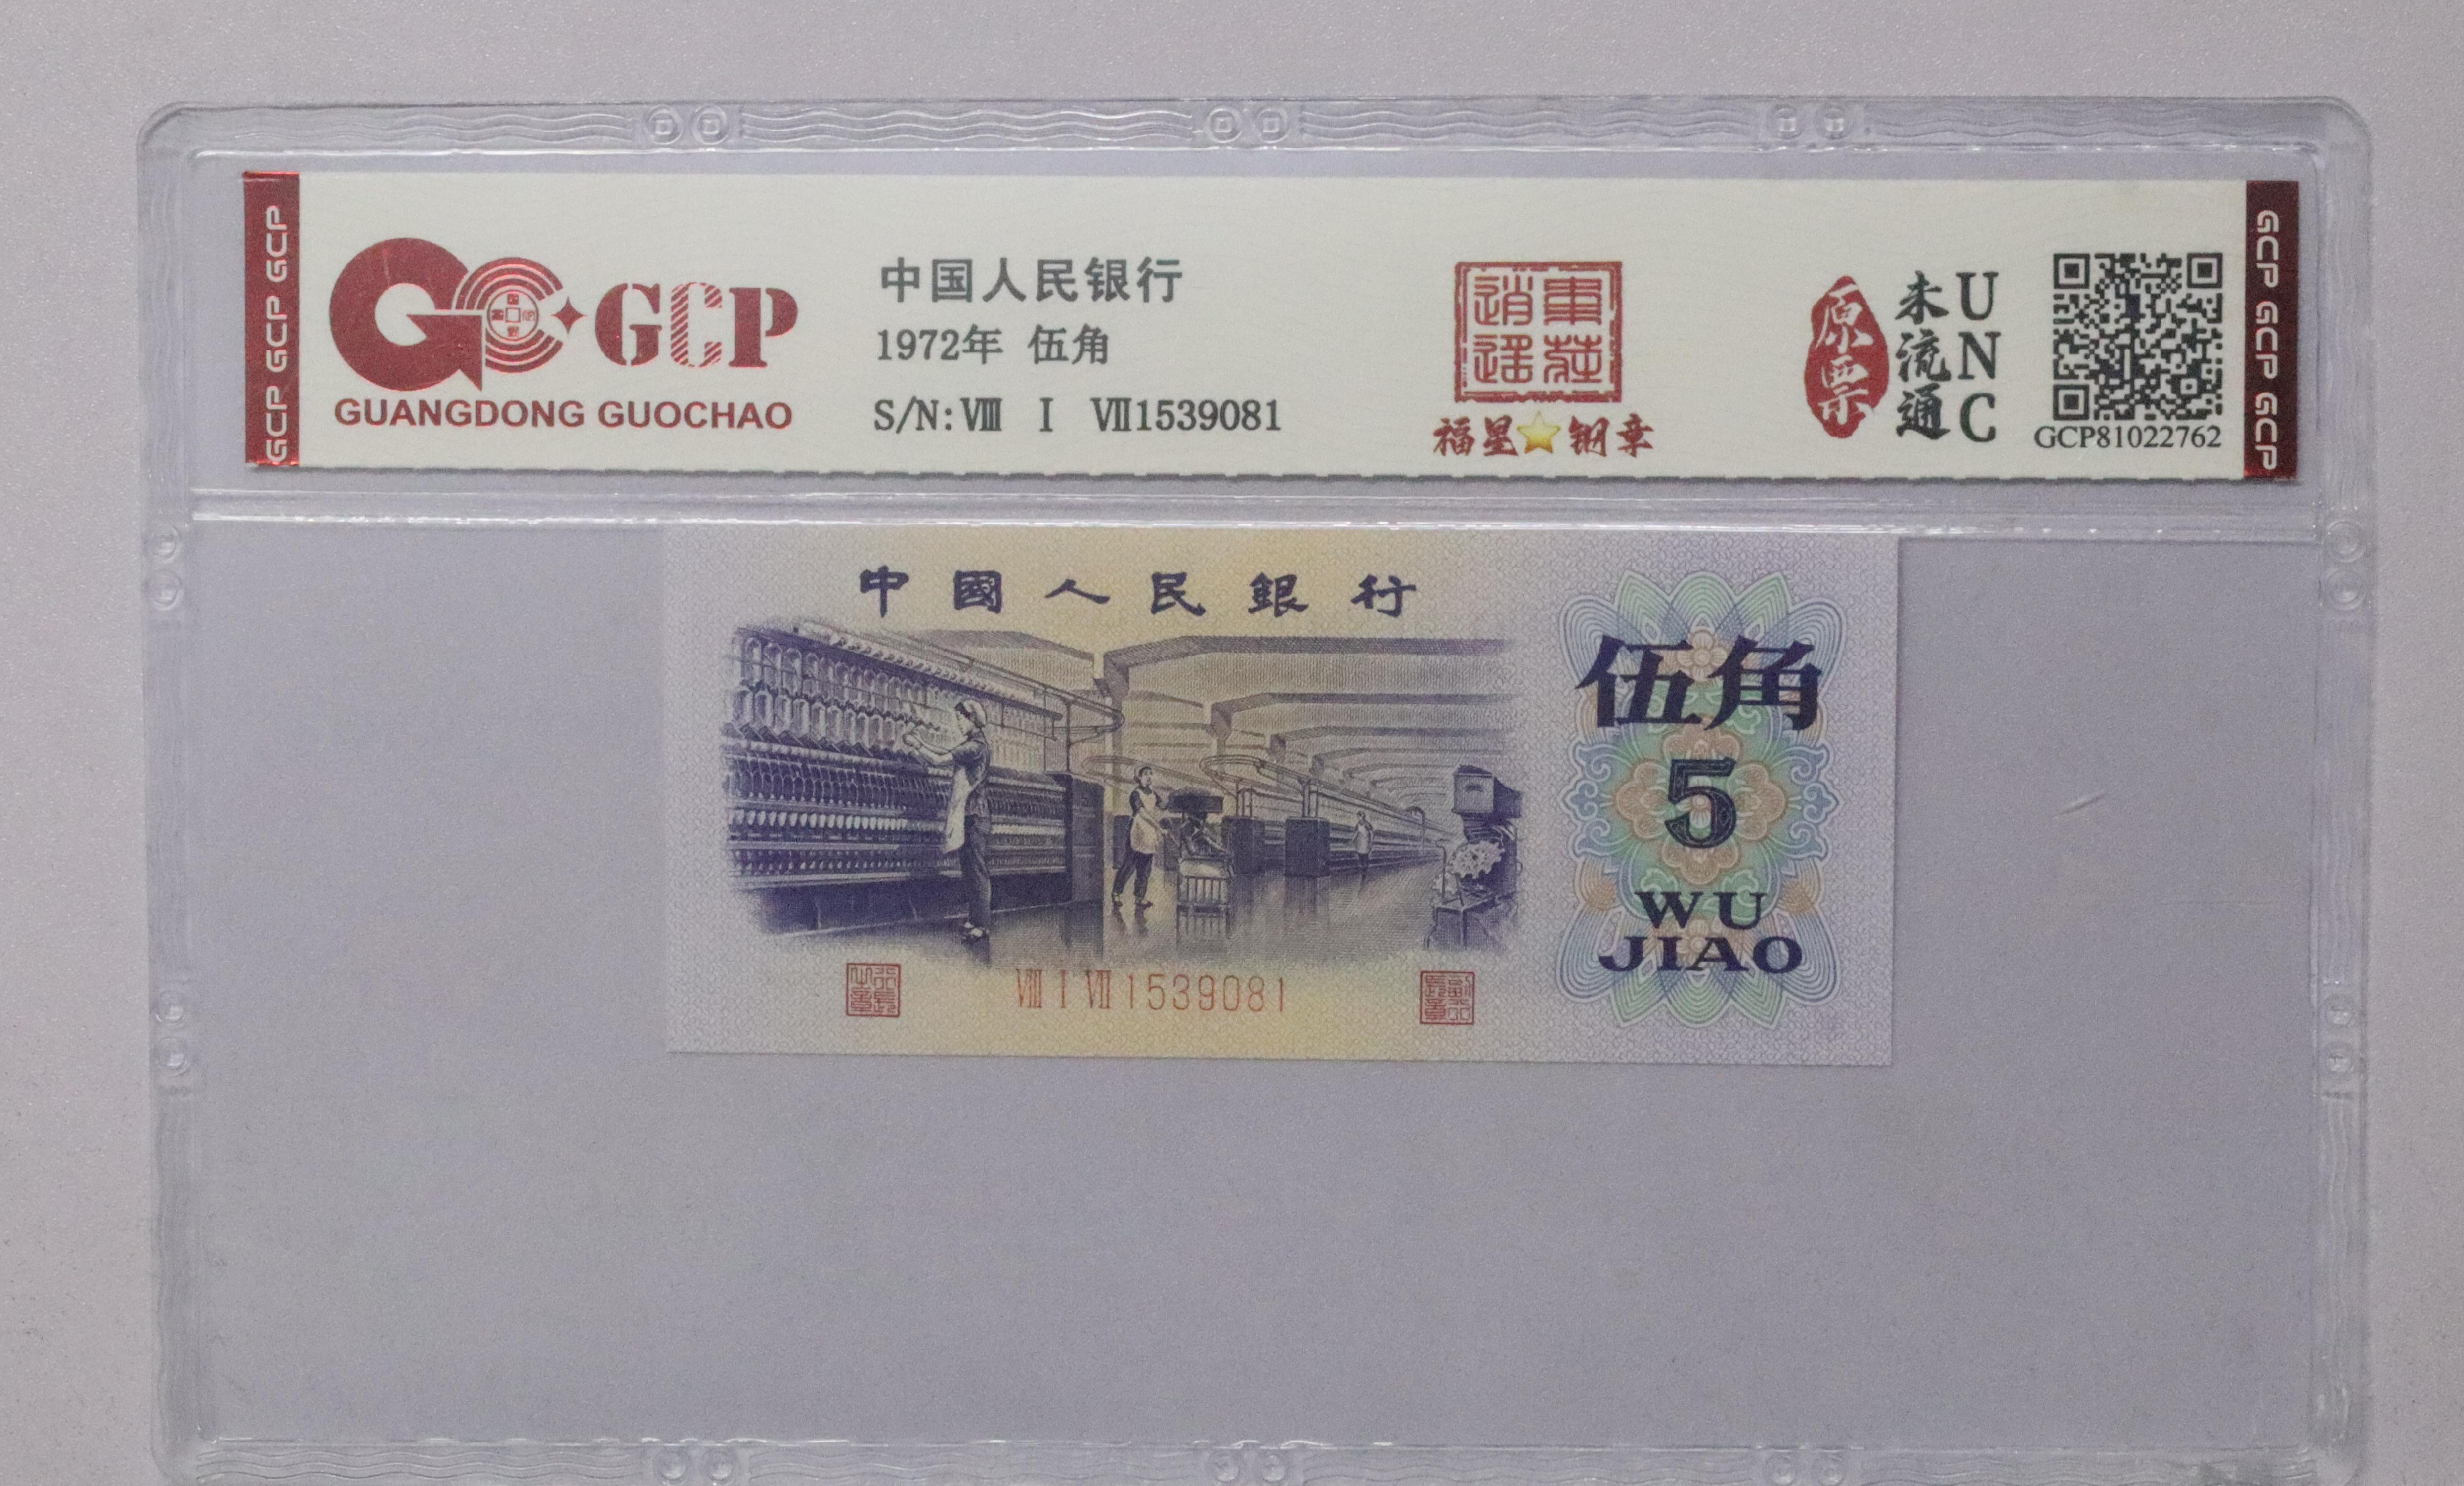 GCP GCP GCP
GCP
GUANGDONG GUOCHAO
中国人民银行
1972年 伍角
S/N:Ⅷ Ⅰ Ⅶ1539081
福星⭐钢章
原票
未流通
UNC
GCP81022762
GCP GCP GCP GCP
中國人民銀行
伍角
5
WU
JIAO
Ⅷ Ⅰ Ⅶ 1539081